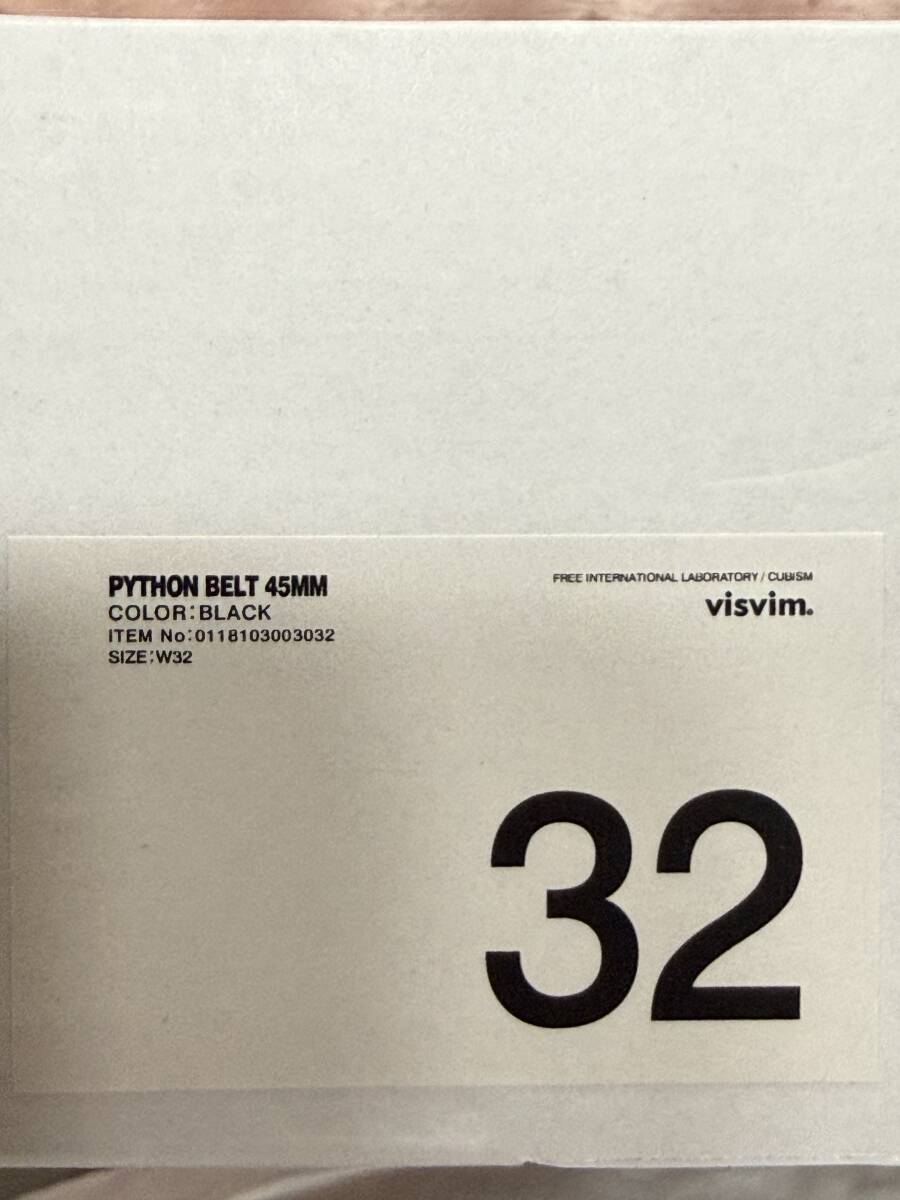 PYTHON BELT 45MM
COLOR:BLACK
ITEM No:0118103003032
SIZE:W32
FREE INTERNATIONAL LABORATORY / CUBISM
visvim.
32